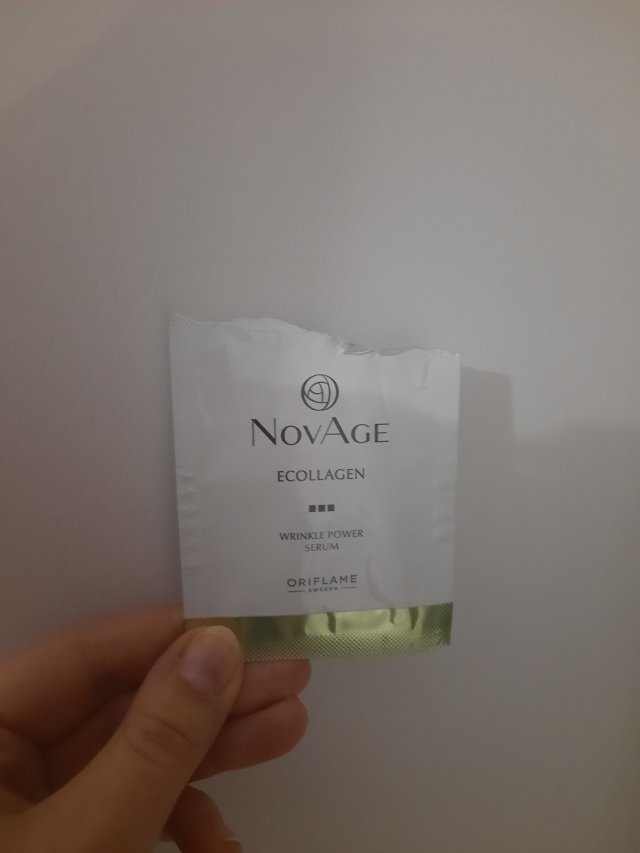 NOVAGE
ECOLLAGEN
WRINKLE POWER
SERUM
ORIFLAME
SWEDEN